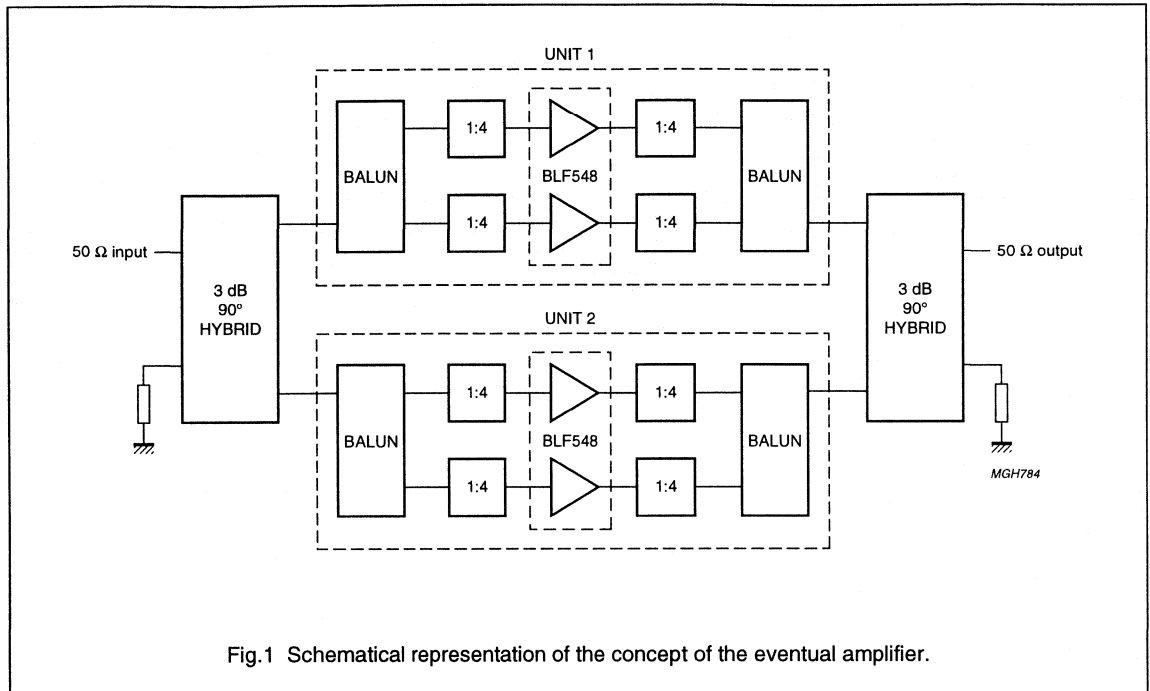 UNIT 1
BALUN
1:4
1:4
BLF548
1:4
1:4
BALUN
50 Ω input
3 dB
90°
HYBRID
3 dB
90°
HYBRID
50 Ω output
UNIT 2
BALUN
1:4
1:4
BLF548
1:4
1:4
BALUN
MGH784
Fig.1 Schematical representation of the concept of the eventual amplifier.